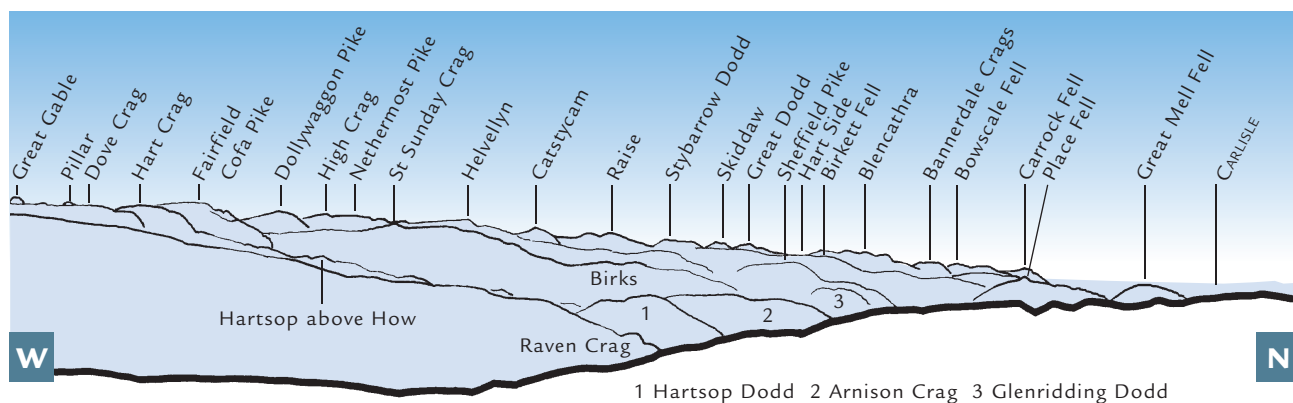 Great Gable
Pillar
Dove Crag
Hart Crag
Fairfield
Cofa Pike
Dollywaggon Pike
High Crag
Nethermost Pike
St Sunday Crag
Helvellyn
Catstycam
Raise
Stybarrow Dodd
Skiddaw
Great Dodd
Sheffield Pike
Hart Side
Birkett Fell
Blencathra
Bannerdale Crags
Bowscale Fell
Carrock Fell
Place Fell
Great Mell Fell
CARLISLE
Birks
Hartsop above How
1
2
3
Raven Crag
W
N
1 Hartsop Dodd 2 Arnison Crag 3 Glenridding Dodd